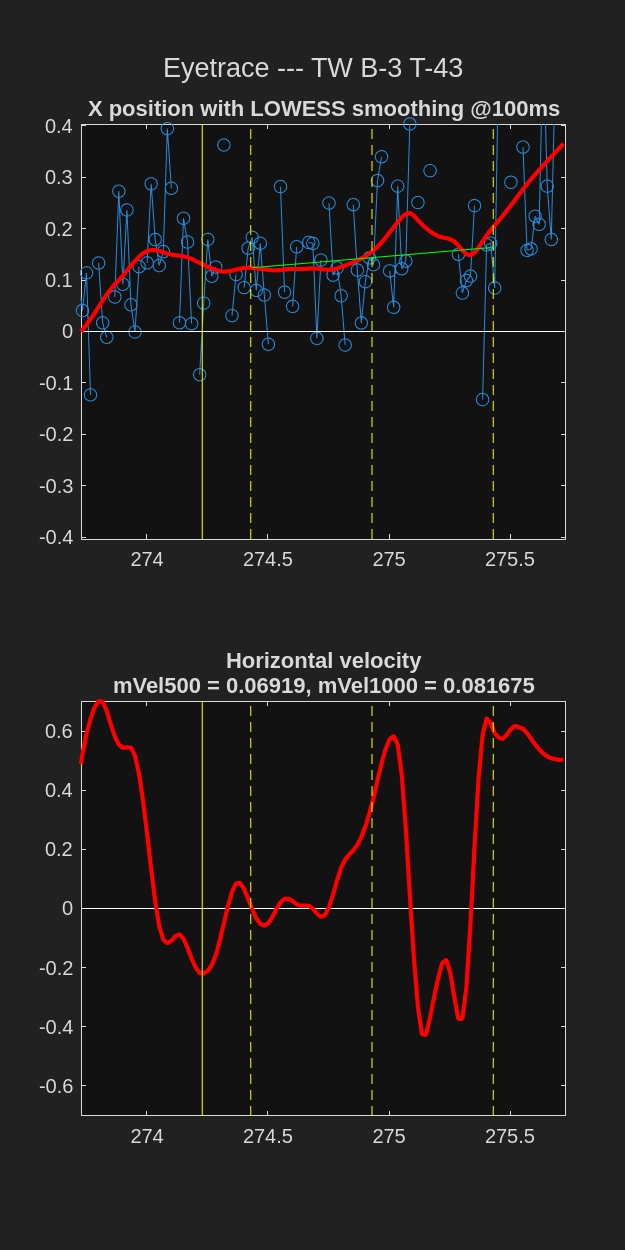 Eyetrace --- TW B-3 T-43
X position with LOWESS smoothing @100ms
0.4
0.3
0.2
0.1
0
-0.1
-0.2
-0.3
-0.4
274 274.5 275 275.5
Horizontal velocity
mVel500 = 0.06919, mVel1000 = 0.081675
0.6
0.4
0.2
0
-0.2
-0.4
-0.6
274 274.5 275 275.5